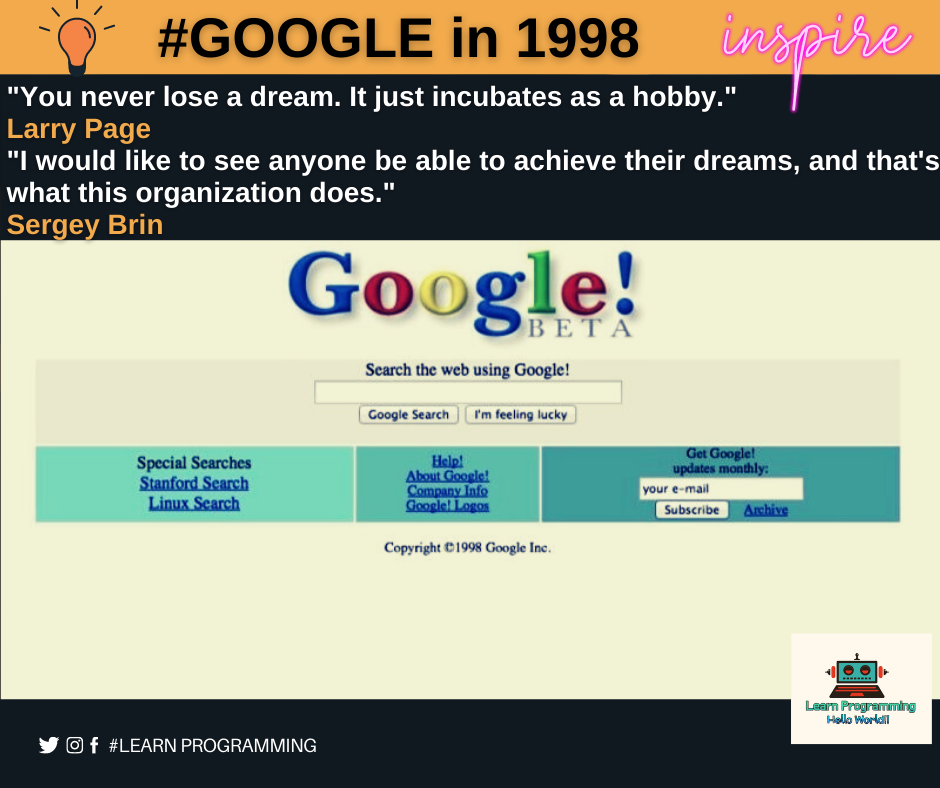 #GOOGLE in 1998
inspire
"You never lose a dream. It just incubates as a hobby."
Larry Page
"I would like to see anyone be able to achieve their dreams, and that's
what this organization does."
Sergey Brin
Google!
BETA
Search the web using Google!
Google Search I'm feeling lucky
Special Searches
Stanford Search
Linux Search
Help!
About Google!
Company Info
Google! Logos
Get Google!
updates monthly:
your e-mail
Subscribe Archive
Copyright ©1998 Google Inc.
Learn Programming
Hello World!!
#LEARN PROGRAMMING